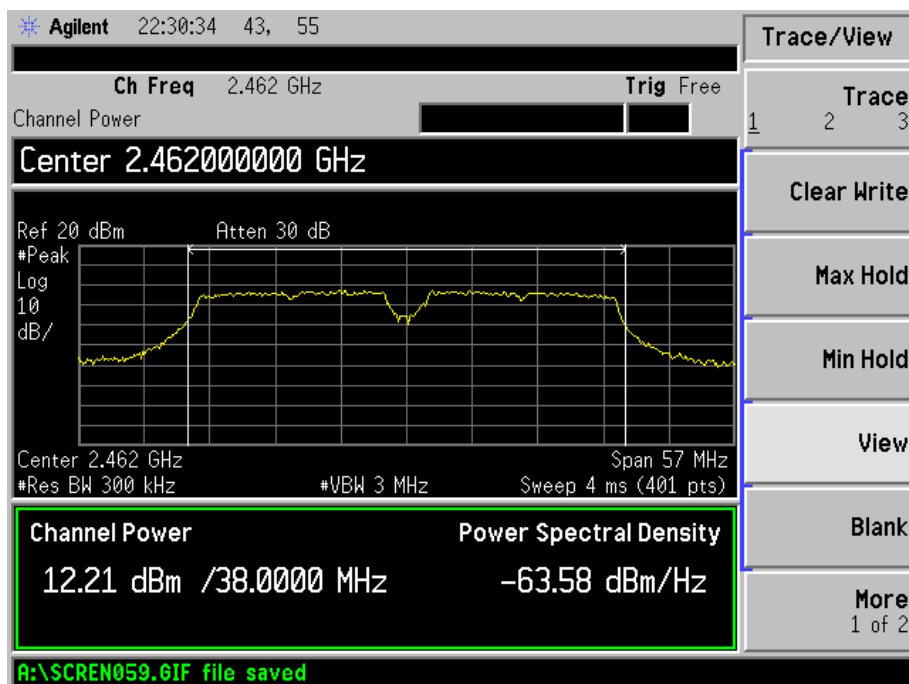 Agilent 22:30:34 43, 55
Trace/View
Ch Freq 2.462 GHz Trig Free
Channel Power
Trace
1 2 3
Center 2.462000000 GHz
Clear Write
Ref 20 dBm Atten 30 dB
#Peak
Log
10
dB/
Max Hold
Min Hold
View
Center 2.462 GHz Span 57 MHz
#Res BW 300 kHz #VBW 3 MHz Sweep 4 ms (401 pts)
Channel Power Power Spectral Density
Blank
12.21 dBm /38.0000 MHz -63.58 dBm/Hz
More
1 of 2
A:\SCREN059.GIF file saved